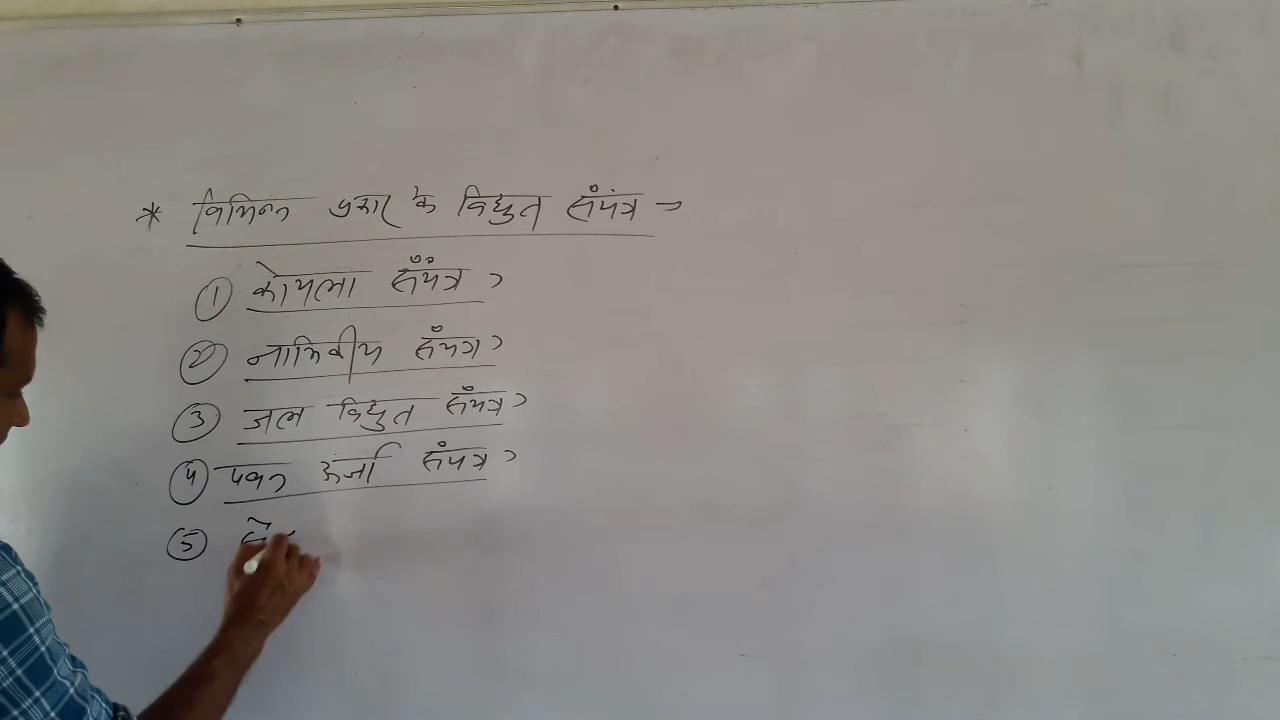 * विभिन्न प्रकार के विद्युत संयंत्र →
① कोयला संयंत्र >
② नाभिकीय संयंत्र >
③ जल विद्युत संयंत्र >
④ पवन ऊर्जा संयंत्र >
⑤